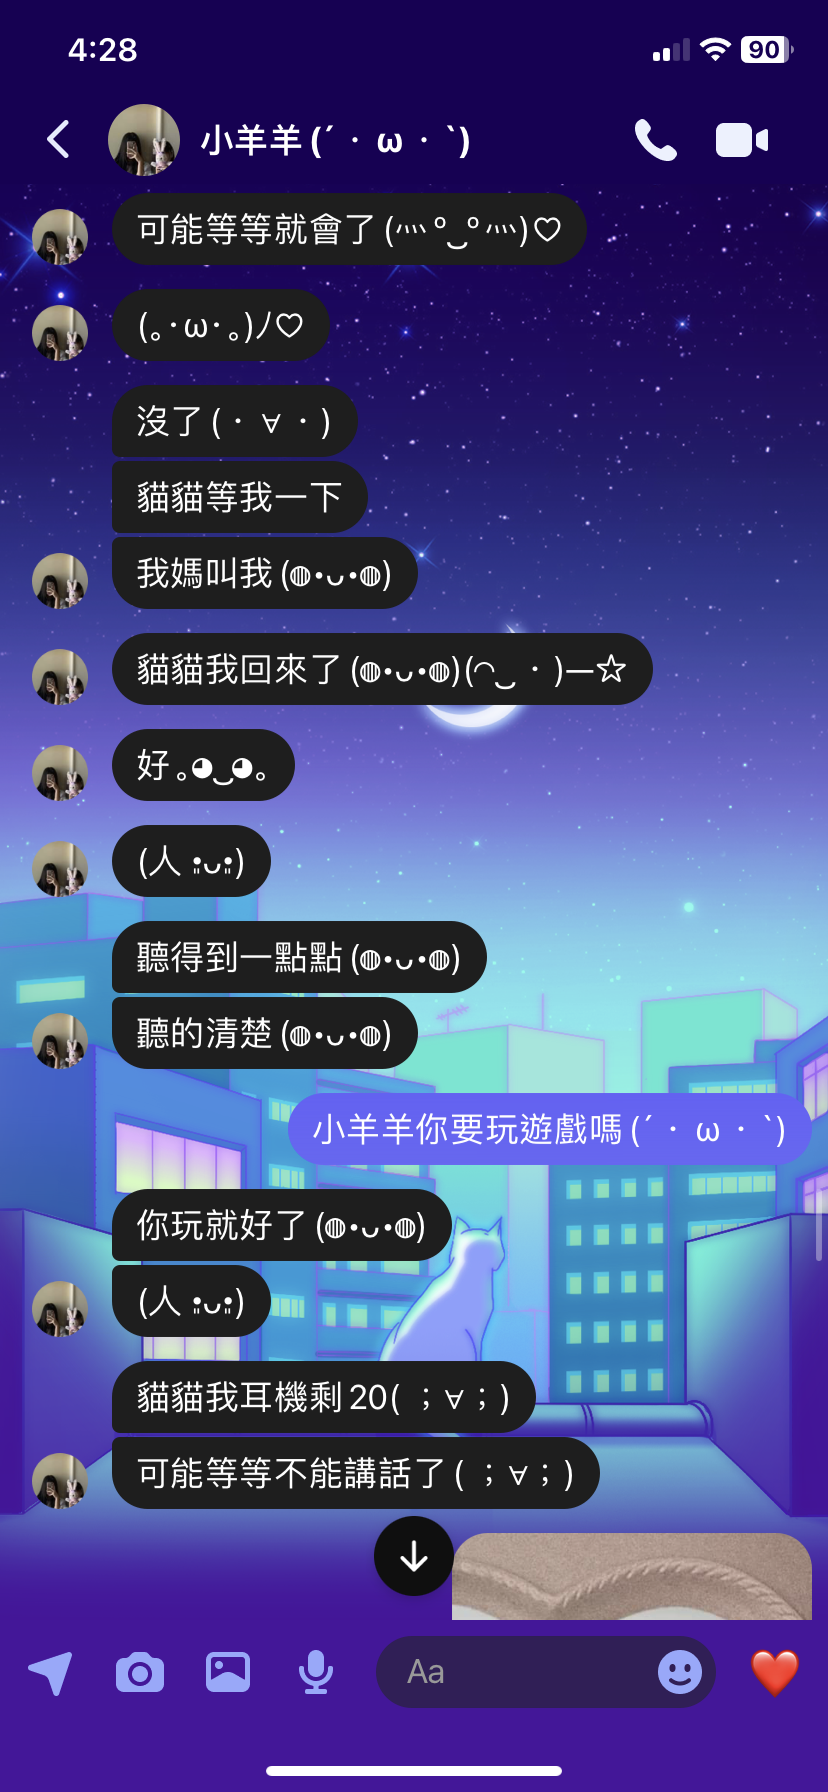 4:28
90
小羊羊 (´・ω・`)
可能等等就會了 (灬º‿º灬)♡
(｡･ω･｡)ﾉ♡
沒了 (・∀・)
貓貓等我一下
我媽叫我 (◍•ᴗ•◍)
貓貓我回來了 (◍•ᴗ•◍)(◠‿・)—☆
好 ｡◕‿◕｡
(人 •͈ᴗ•͈)
聽得到一點點 (◍•ᴗ•◍)
聽的清楚 (◍•ᴗ•◍)
小羊羊你要玩遊戲嗎 (´・ω・`)
你玩就好了 (◍•ᴗ•◍)
(人 •͈ᴗ•͈)
貓貓我耳機剩 20( ；∀；)
可能等等不能講話了 ( ；∀；)
Aa